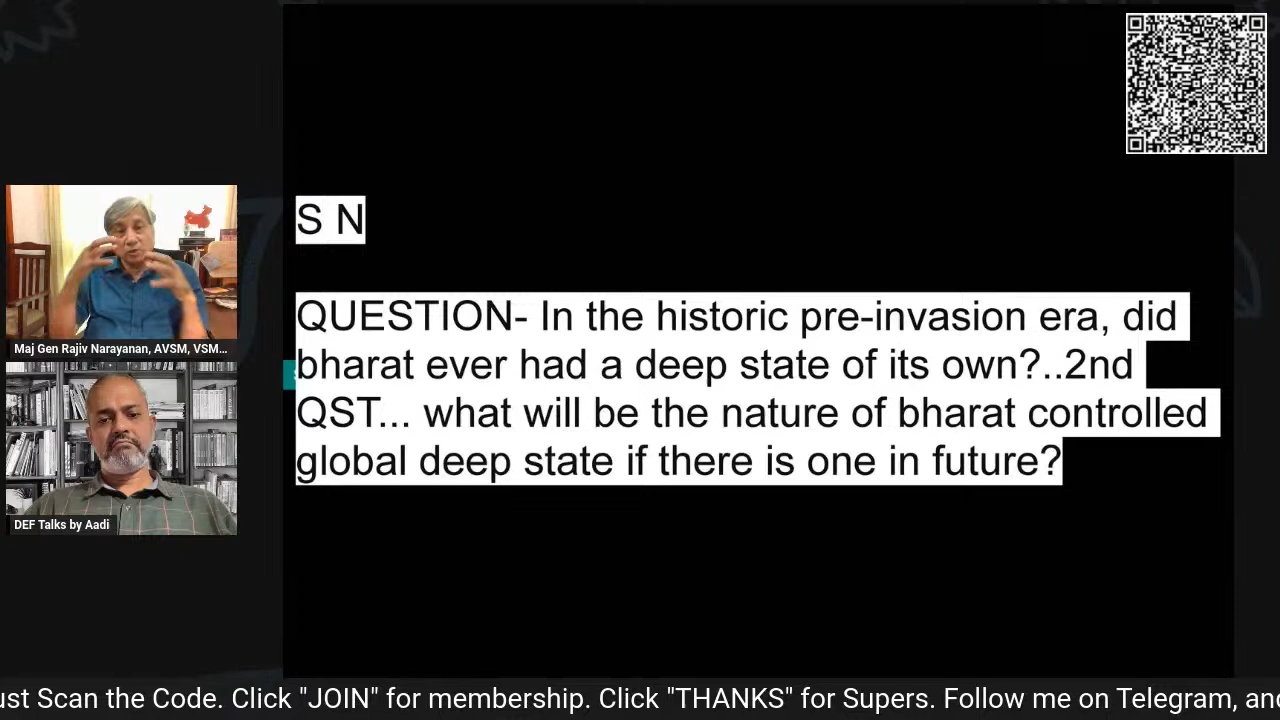 S N
QUESTION- In the historic pre-invasion era, did
bharat ever had a deep state of its own?..2nd
QST... what will be the nature of bharat controlled
global deep state if there is one in future?
Maj Gen Rajiv Narayanan, AVSM, VSM...
DEF Talks by Aadi
ust Scan the Code. Click "JOIN" for membership. Click "THANKS" for Supers. Follow me on Telegram, and